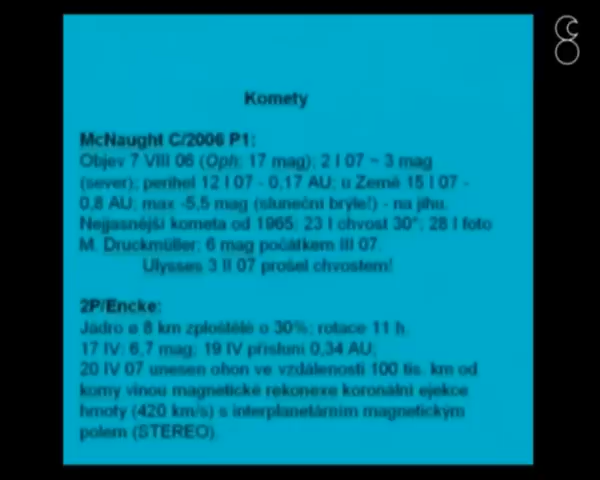 Komety
McNaught C/2006 P1:
Objev 7 VIII 06 (Oph; 17 mag); 2 I 07 ~ 3 mag
(sever); perihel 12 I 07 - 0,17 AU; u Země 15 I 07 -
0,8 AU; max -5,5 mag (sluneční brýle!) - na jihu.
Nejjasnější kometa od 1965; 23 I chvost 30°; 28 I foto
M. Druckmüller; 6 mag počátkem III 07.
Ulysses 3 II 07 prošel chvostem!
2P/Encke:
Jádro ø 8 km zploštělé o 30%; rotace 11 h.
17 IV: 6,7 mag; 19 IV přísluní 0,34 AU;
20 IV 07 unesen ohon ve vzdálenosti 100 tis. km od
komy vinou magnetické rekonexe koronální ejekce
hmoty (420 km/s) s interplanetárním magnetickým
polem (STEREO).